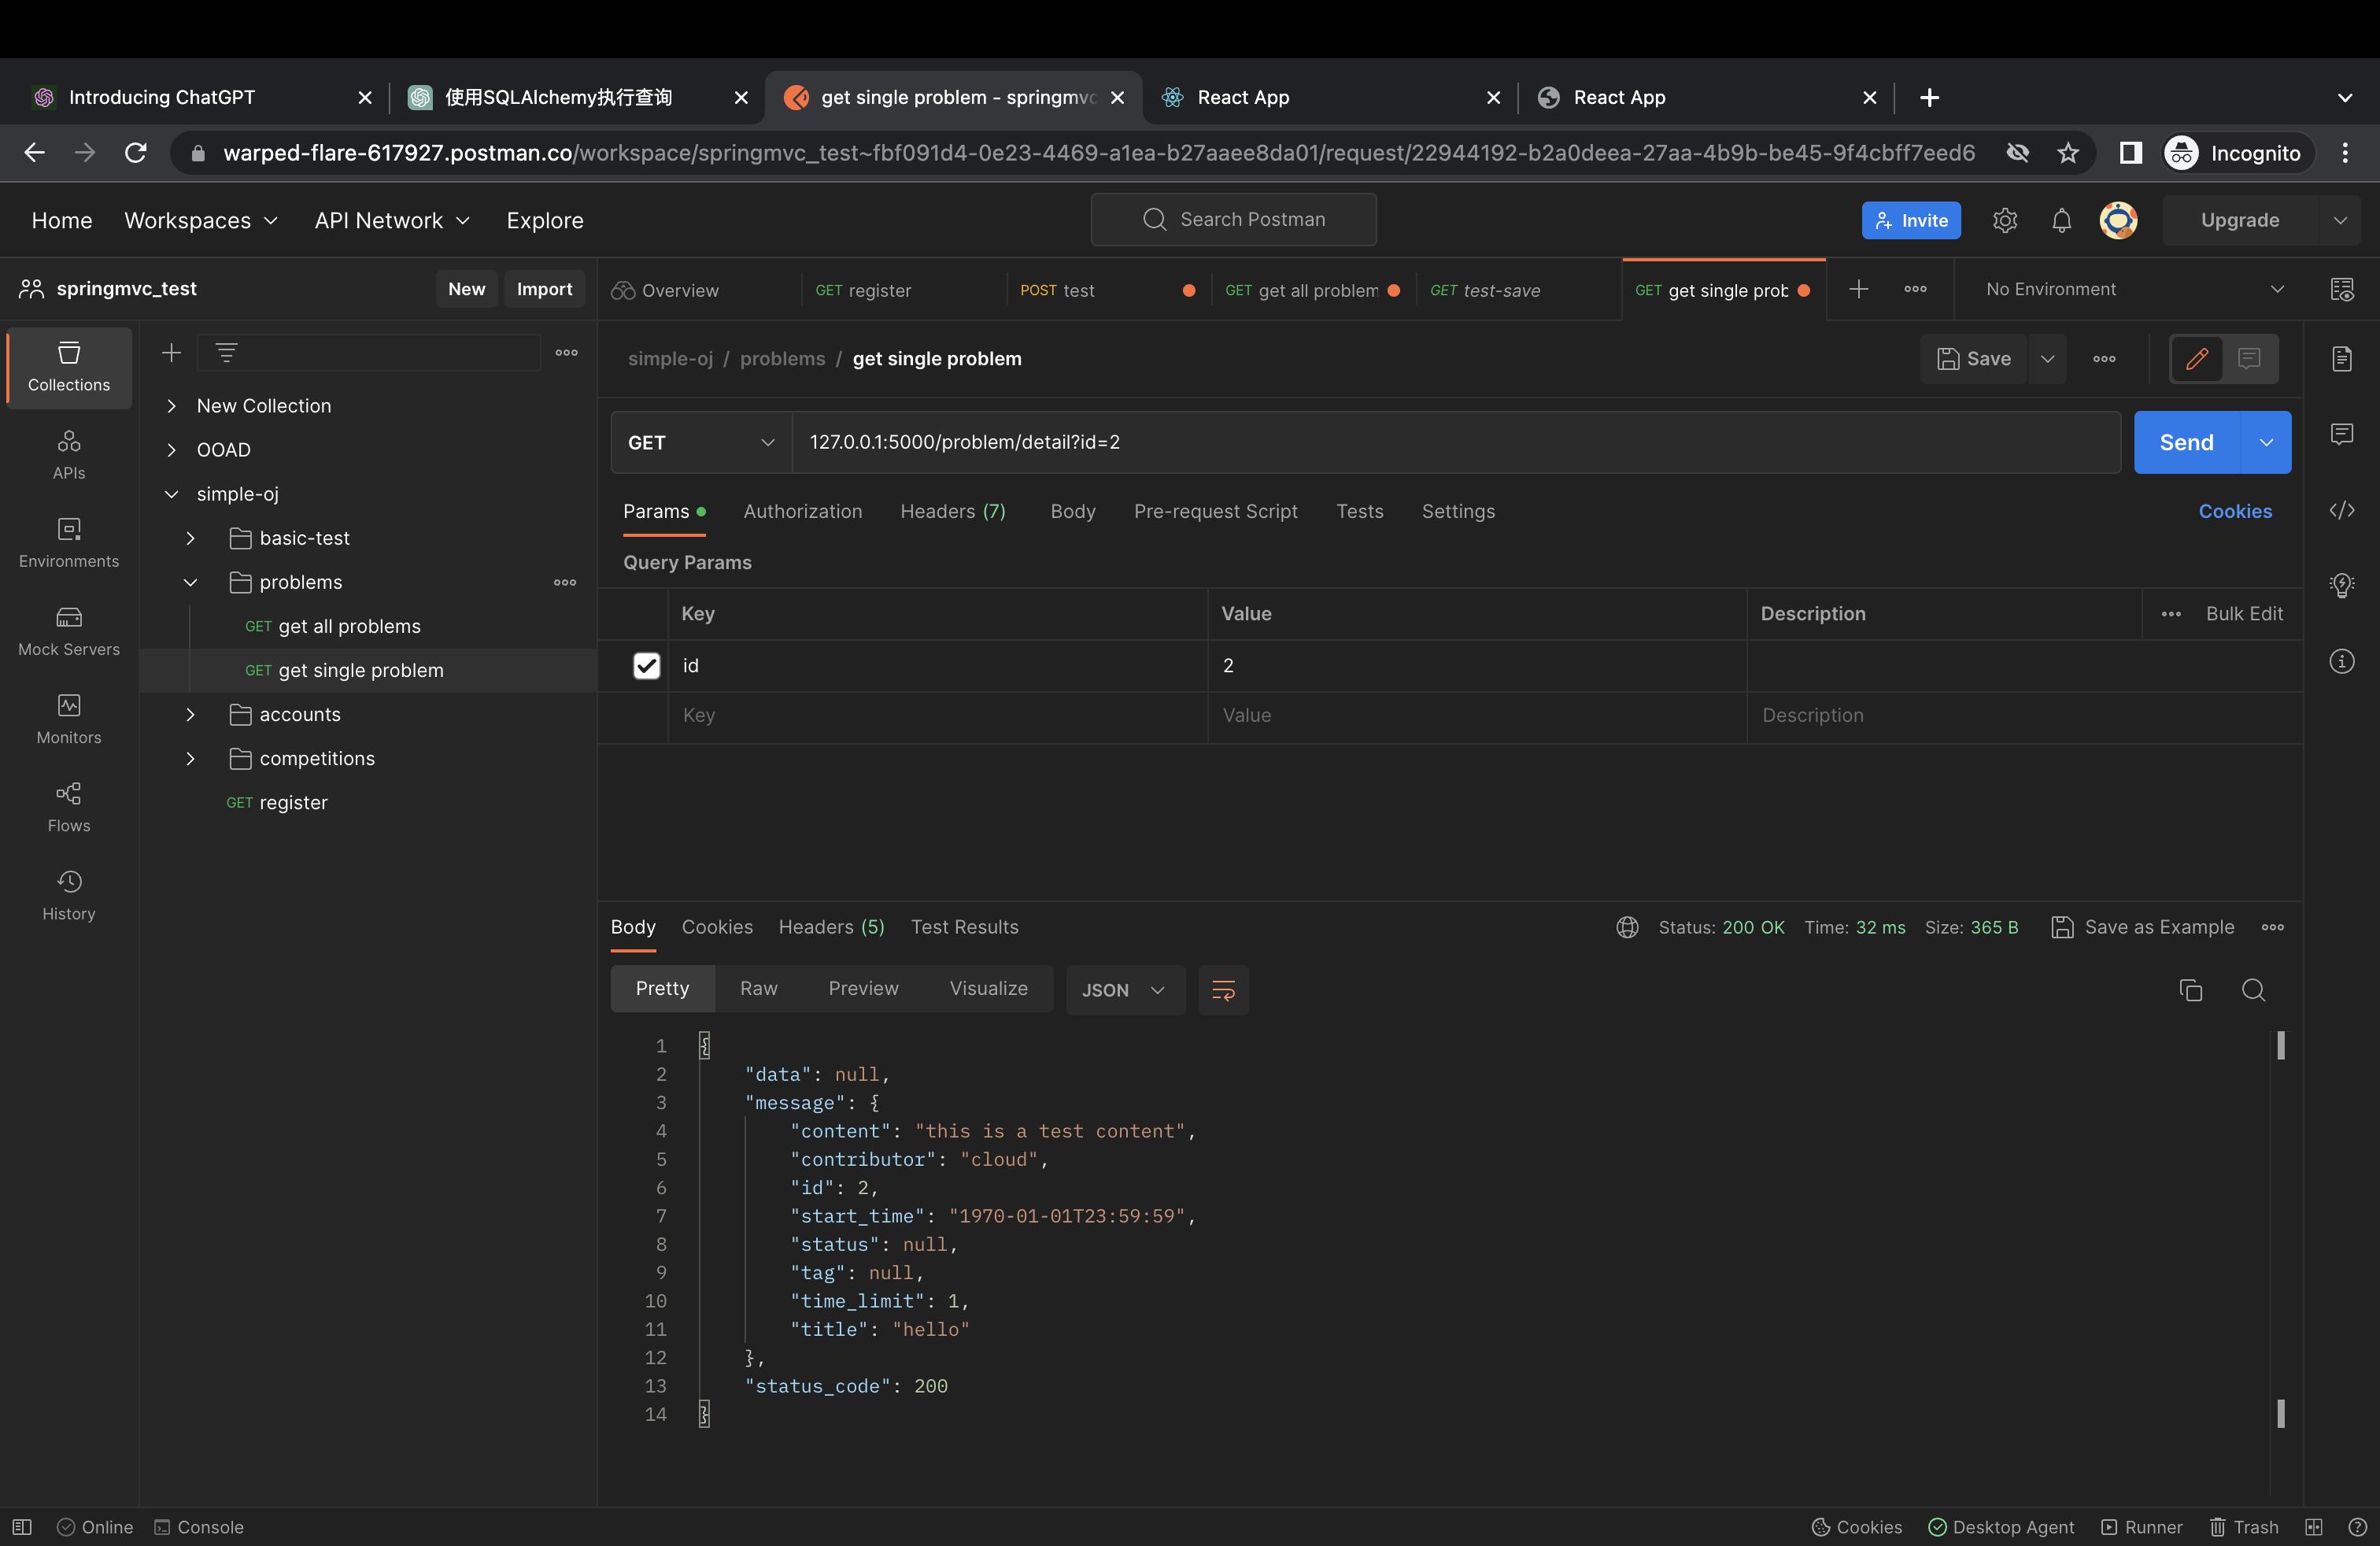 Introducing ChatGPT
使用SQLAlchemy执行查询
get single problem - springmvc
React App
React App
warped-flare-617927.postman.co/workspace/springmvc_test~fbf091d4-0e23-4469-a1ea-b27aaee8da01/request/22944192-b2a0deea-27aa-4b9b-be45-9f4cbff7eed6
Incognito
Home Workspaces API Network Explore
Search Postman
Invite
Upgrade
springmvc_test New Import
Overview
GET register
POST test
GET get all problem
GET test-save
GET get single prob
No Environment
Collections
APIs
Environments
Mock Servers
Monitors
Flows
History
New Collection
OOAD
simple-oj
basic-test
problems
GET get all problems
GET get single problem
accounts
competitions
GET register
simple-oj / problems / get single problem
Save
GET 127.0.0.1:5000/problem/detail?id=2
Send
Params Authorization Headers (7) Body Pre-request Script Tests Settings Cookies
Query Params
Key Value Description Bulk Edit
id 2
Key Value Description
Body Cookies Headers (5) Test Results
Status: 200 OK Time: 32 ms Size: 365 B Save as Example
Pretty Raw Preview Visualize JSON
1 {
2 "data": null,
3 "message": {
4 "content": "this is a test content",
5 "contributor": "cloud",
6 "id": 2,
7 "start_time": "1970-01-01T23:59:59",
8 "status": null,
9 "tag": null,
10 "time_limit": 1,
11 "title": "hello"
12 },
13 "status_code": 200
14 }
Online Console
Cookies Desktop Agent Runner Trash